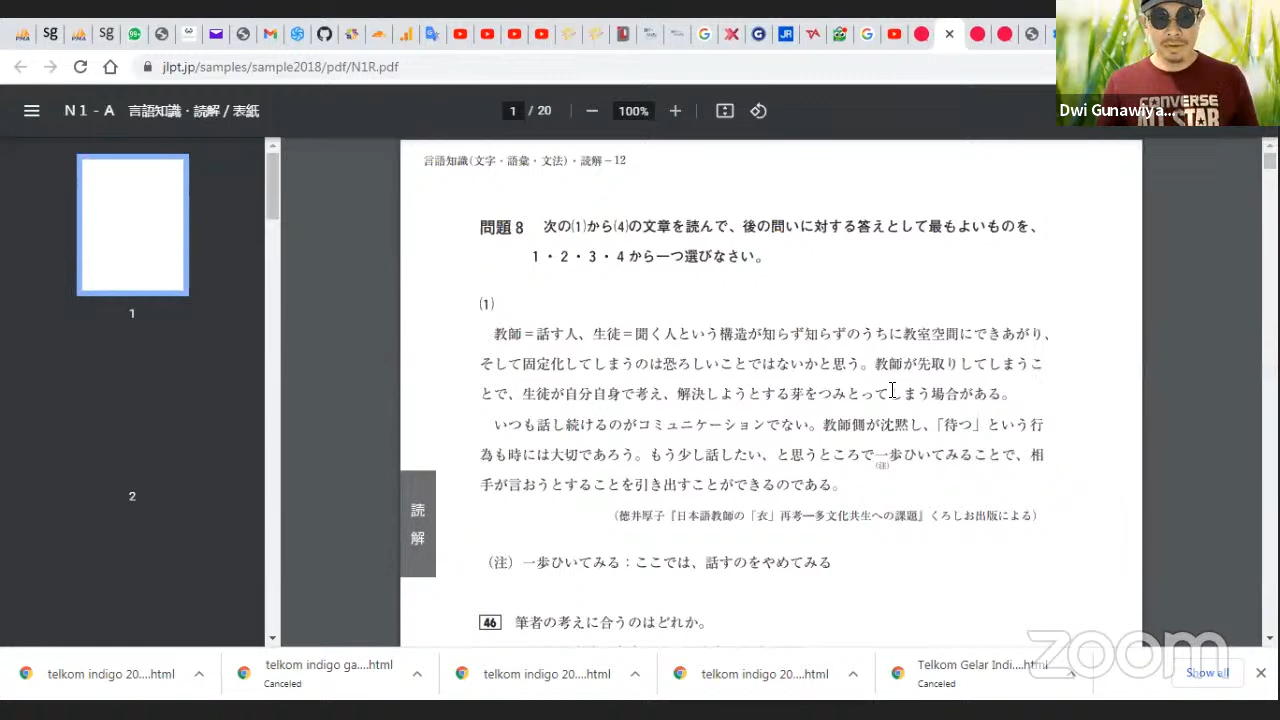 jlpt.jp/samples/sample2018/pdf/N1R.pdf
CONVERSE
ALL STAR
Dwi Gunawiya...
N1-A 言語知識・読解 / 表紙
1 / 20
100%
1
2
言語知識(文字・語彙・文法)・読解-12
問題8 次の(1)から(4)の文章を読んで、後の問いに対する答えとして最もよいものを、
1・2・3・4から一つ選びなさい。
(1)
教師=話す人、生徒=聞く人という構造が知らず知らずのうちに教室空間にできあがり、
そして固定化してしまうのは恐ろしいことではないかと思う。教師が先取りしてしまうこ
とで、生徒が自分自身で考え、解決しようとする芽をつみとってしまう場合がある。
いつも話し続けるのがコミュニケーションでない。教師側が沈黙し、「待つ」という行
為も時には大切であろう。もう少し話したい、と思うところで一歩ひいてみることで、相
(注)
手が言おうとすることを引き出すことができるのである。
(徳井厚子『日本語教師の「衣」再考―多文化共生への課題』くろしお出版による)
(注)一歩ひいてみる:ここでは、話すのをやめてみる
46 筆者の考えに合うのはどれか。
読解
zoom
telkom indigo 20....html
telkom indigo ga....html
Canceled
telkom indigo 20....html
telkom indigo 20....html
Telkom Gelar Indi....html
Canceled
Show all